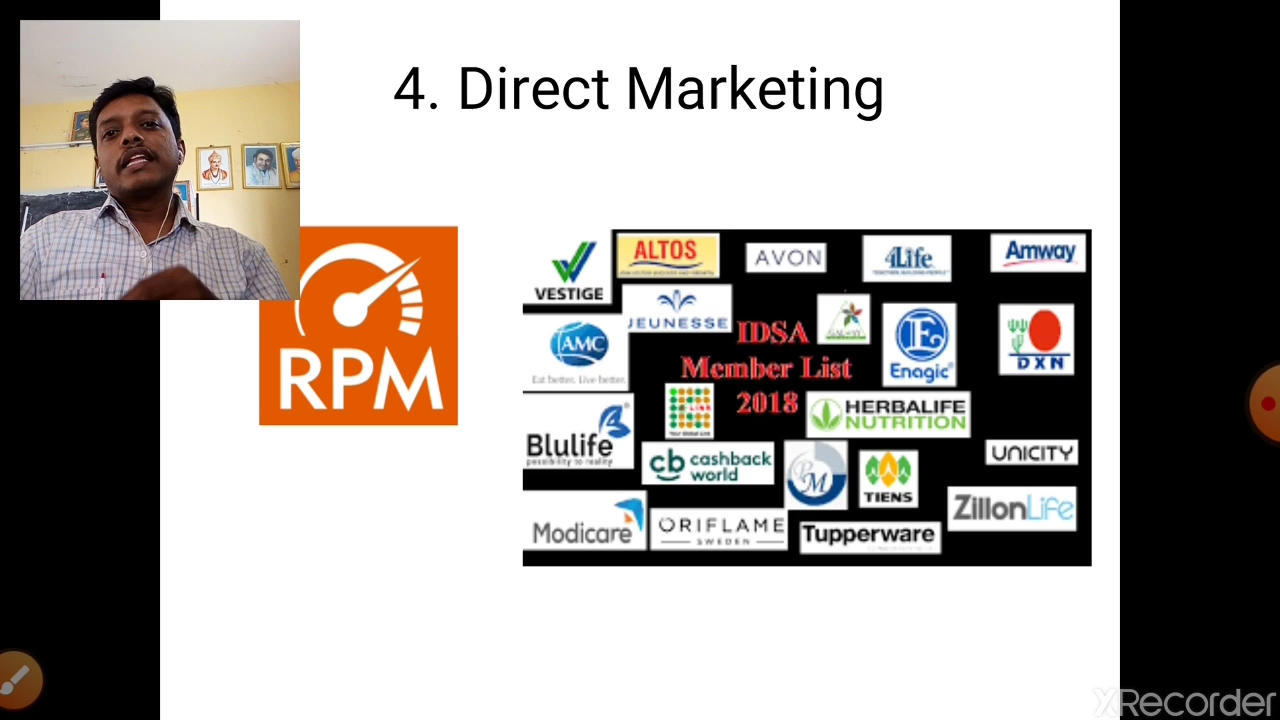 4. Direct Marketing
RPM
VESTIGE
ALTOS
AVON
4Life
Amway
JEUNESSE
AMC
Eat better. Live better.
IDSA
Member List
2018
Enagic
DXN
HERBALIFE
NUTRITION
Blulife
possibility to reality
cb cashback
world
PM
TIENS
UNICITY
ZillonLife
Modicare
ORIFLAME
SWEDEN
Tupperware
XRecorder